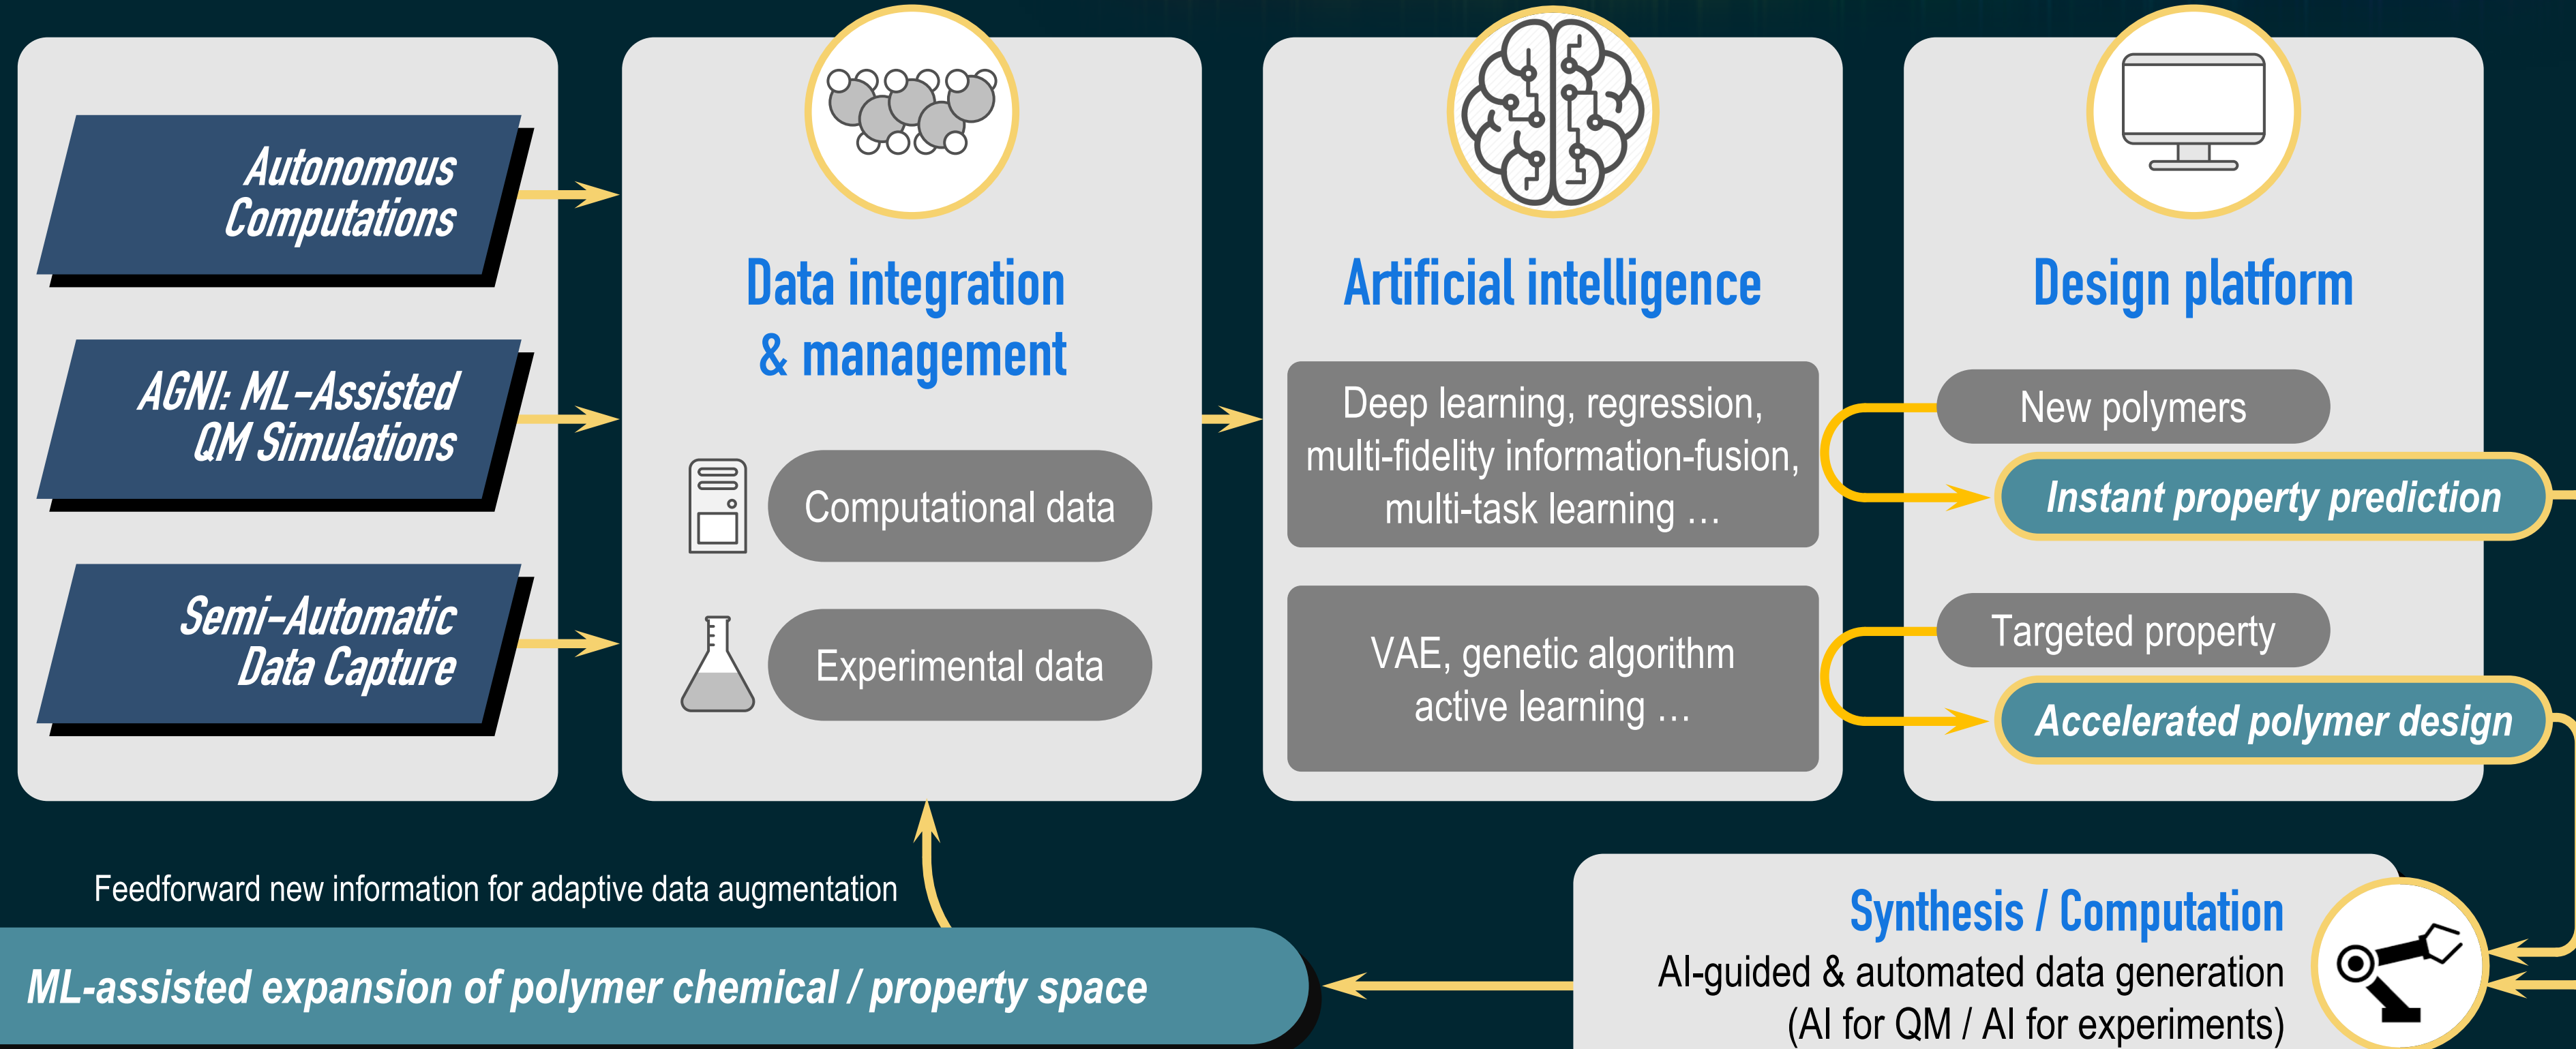 Autonomous
Computations
AGNI: ML-Assisted
QM Simulations
Semi-Automatic
Data Capture
Data integration
& management
Computational data
Experimental data
Artificial intelligence
Deep learning, regression,
multi-fidelity information-fusion,
multi-task learning …
VAE, genetic algorithm
active learning …
Design platform
New polymers
Instant property prediction
Targeted property
Accelerated polymer design
Feedforward new information for adaptive data augmentation
ML-assisted expansion of polymer chemical / property space
Synthesis / Computation
AI-guided & automated data generation
(AI for QM / AI for experiments)